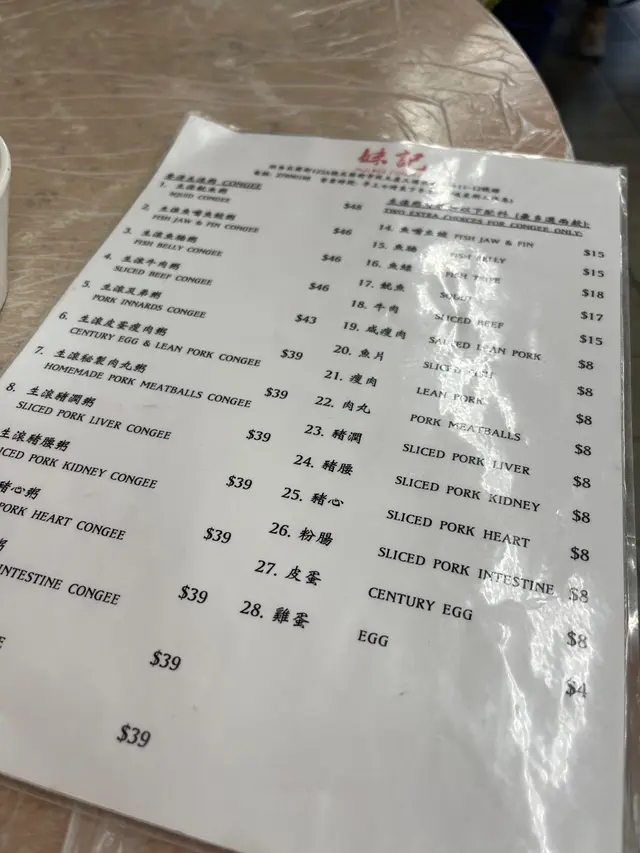 妹記
生滾粥 CONGEE
1. 生滾魷魚粥
SQUID CONGEE
$48
2. 生滾魚嘴魚鰭粥
FISH JAW & FIN CONGEE
$46
3. 生滾魚腩粥
FISH BELLY CONGEE
$46
4. 生滾牛肉粥
SLICED BEEF CONGEE
$46
5. 生滾及第粥
PORK INNARDS CONGEE
$43
6. 生滾皮蛋瘦肉粥
CENTURY EGG & LEAN PORK CONGEE
$39
7. 生滾秘製肉丸粥
HOMEMADE PORK MEATBALLS CONGEE
$39
8. 生滾豬潤粥
SLICED PORK LIVER CONGEE
$39
生滾豬腰粥
ICED PORK KIDNEY CONGEE
$39
豬心粥
PORK HEART CONGEE
$39
粥
INTESTINE CONGEE
$39
E
$39
$39
TWO EXTRA CHOICES FOR CONGEE ONLY:
14. 魚嘴魚鰭 FISH JAW & FIN $15
15. 魚腩 FISH BELLY $15
16. 魚鰾 FISH TRIPE $18
17. 魷魚 SQUID $17
18. 牛肉 SLICED BEEF $15
19. 咸瘦肉 SALTED LEAN PORK $8
20. 魚片 SLICED FISH $8
21. 瘦肉 LEAN PORK $8
22. 肉丸 PORK MEATBALLS $8
23. 豬潤 SLICED PORK LIVER $8
24. 豬腰 SLICED PORK KIDNEY $8
25. 豬心 SLICED PORK HEART $8
26. 粉腸 SLICED PORK INTESTINE $8
27. 皮蛋 CENTURY EGG $8
28. 雞蛋 EGG $4